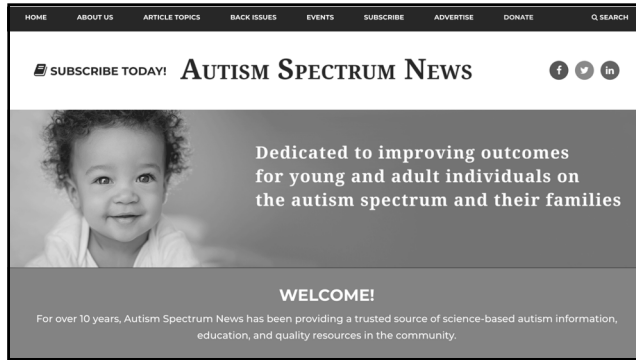 HOME ABOUT US ARTICLE TOPICS BACK ISSUES EVENTS SUBSCRIBE ADVERTISE DONATE SEARCH
SUBSCRIBE TODAY! AUTISM SPECTRUM NEWS f in
Dedicated to improving outcomes
for young and adult individuals on
the autism spectrum and their families
WELCOME!
For over 10 years, Autism Spectrum News has been providing a trusted source of science-based autism information,
education, and quality resources in the community.